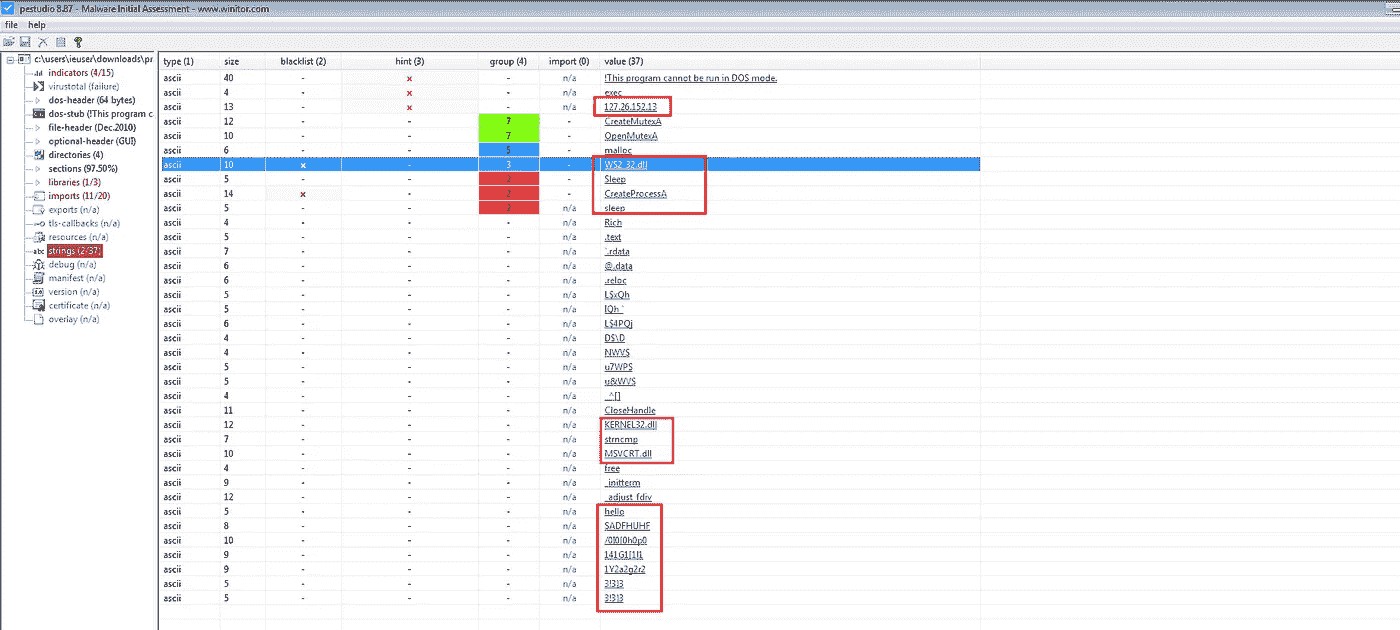 pestudio 8.87 - Malware Initial Assessment - www.winitor.com
file help
c:\users\ieuser\downloads\pr
indicators (4/15)
virustotal (failure)
dos-header (64 bytes)
dos-stub (!This program c
file-header (Dec.2010)
optional-header (GUI)
directories (4)
sections (97.50%)
libraries (1/3)
imports (11/20)
exports (n/a)
tls-callbacks (n/a)
resources (n/a)
abc strings (2/37)
debug (n/a)
manifest (n/a)
version (n/a)
certificate (n/a)
overlay (n/a)
type (1) size blacklist (2) hint (3) group (4) import (0) value (37)
ascii 40 - x - n/a !This program cannot be run in DOS mode.
ascii 4 - x - n/a exec
ascii 13 - x - n/a 127.26.152.13
ascii 12 - - 7 - CreateMutexA
ascii 10 - - 7 - OpenMutexA
ascii 6 - - 5 - malloc
ascii 10 x - 3 - WS2_32.dll
ascii 5 - - 2 - Sleep
ascii 14 x - 2 - CreateProcessA
ascii 5 - - 2 n/a sleep
ascii 4 - - - n/a Rich
ascii 5 - - - n/a .text
ascii 7 - - - n/a `.rdata
ascii 6 - - - n/a @.data
ascii 6 - - - n/a .reloc
ascii 5 - - - n/a L$xQh
ascii 5 - - - n/a IQh `
ascii 6 - - - n/a L$4PQj
ascii 4 - - - n/a D$\D
ascii 4 - - - n/a NWVS
ascii 5 - - - n/a u7WPS
ascii 5 - - - n/a u&WVS
ascii 4 - - - n/a _^[]
ascii 11 - - - n/a CloseHandle
ascii 12 - - - n/a KERNEL32.dll
ascii 7 - - - n/a strncmp
ascii 10 - - - n/a MSVCRT.dll
ascii 4 - - - n/a free
ascii 9 - - - n/a _initterm
ascii 12 - - - n/a _adjust_fdiv
ascii 5 - - - n/a hello
ascii 8 - - - n/a SADFHUHF
ascii 10 - - - n/a /0I0[0h0p0
ascii 9 - - - n/a 141G1[1l1
ascii 9 - - - n/a 1Y2a2g2r2
ascii 5 - - - n/a 3!3}3
ascii 5 - - - n/a 3!3}3